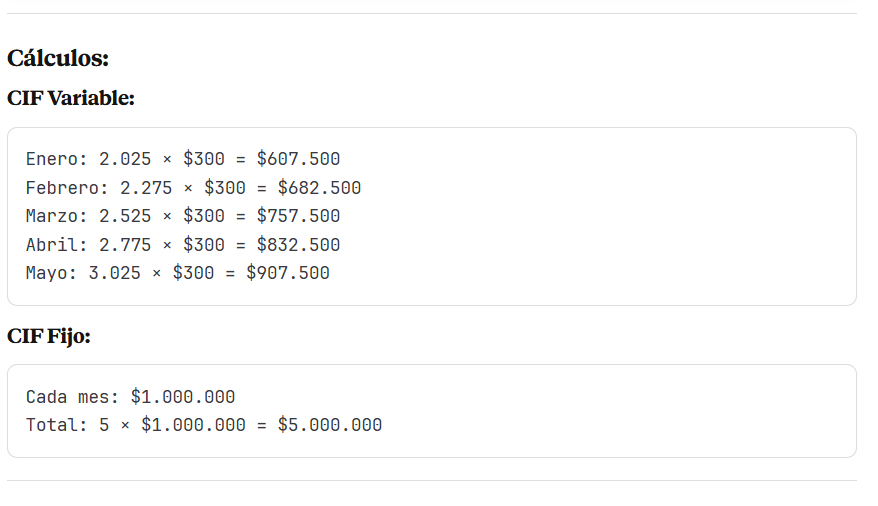 Cálculos:
CIF Variable:
Enero: 2.025 × $300 = $607.500
Febrero: 2.275 × $300 = $682.500
Marzo: 2.525 × $300 = $757.500
Abril: 2.775 × $300 = $832.500
Mayo: 3.025 × $300 = $907.500
CIF Fijo:
Cada mes: $1.000.000
Total: 5 × $1.000.000 = $5.000.000